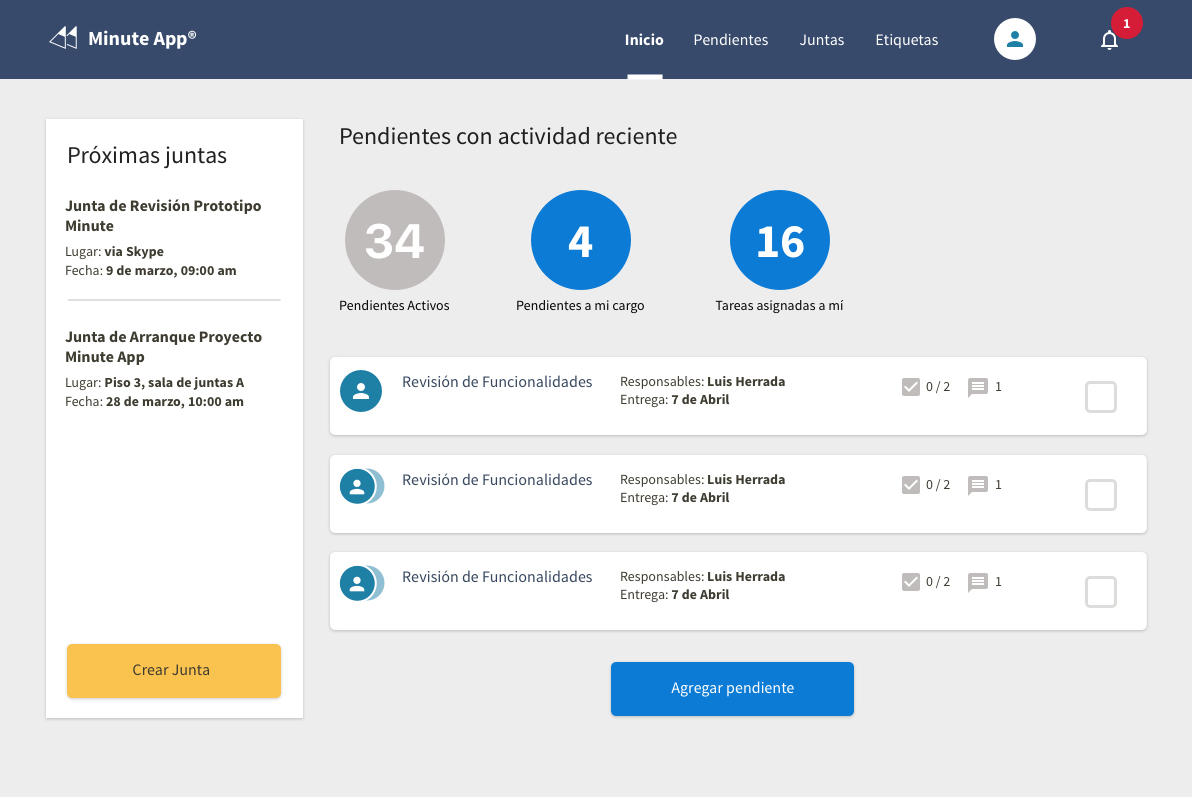 Minute App®
Inicio
Pendientes
Juntas
Etiquetas
1
Próximas juntas
Junta de Revisión Prototipo
Minute
Lugar: via Skype
Fecha: 9 de marzo, 09:00 am
Junta de Arranque Proyecto
Minute App
Lugar: Piso 3, sala de juntas A
Fecha: 28 de marzo, 10:00 am
Crear Junta
Pendientes con actividad reciente
34
Pendientes Activos
4
Pendientes a mi cargo
16
Tareas asignadas a mí
Revisión de Funcionalidades
Responsables: Luis Herrada
Entrega: 7 de Abril
0 / 2
1
Revisión de Funcionalidades
Responsables: Luis Herrada
Entrega: 7 de Abril
0 / 2
1
Revisión de Funcionalidades
Responsables: Luis Herrada
Entrega: 7 de Abril
0 / 2
1
Agregar pendiente